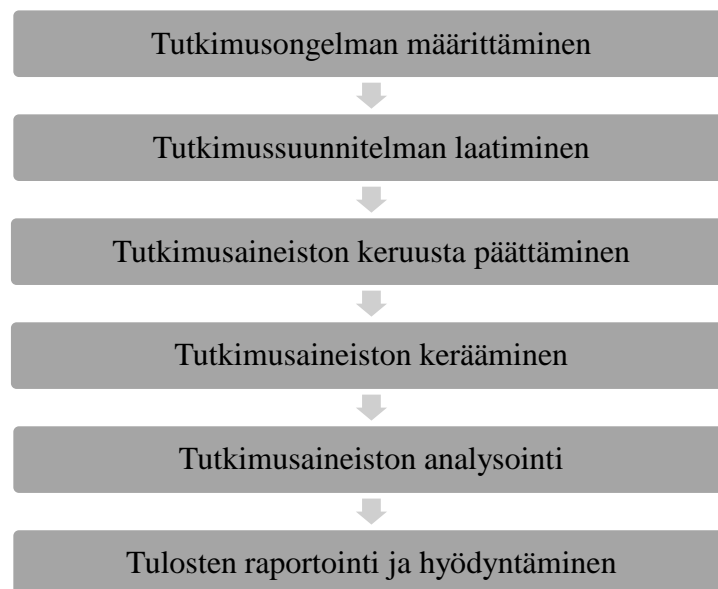 Tutkimusongelman määrittäminen
Tutkimussuunnitelman laatiminen
Tutkimusaineiston keruusta päättäminen
Tutkimusaineiston kerääminen
Tutkimusaineiston analysointi
Tulosten raportointi ja hyödyntäminen